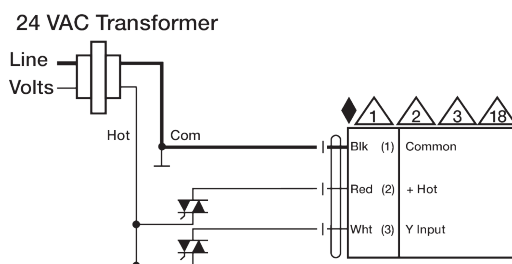 24 VAC Transformer
Line
Volts
Hot
Com
1 2 3 18
Blk (1) Common
Red (2) + Hot
Wht (3) Y Input